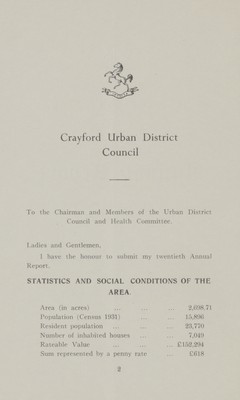 Crayford Urban District
Council
To the Chairman and Members of the Urban District
Council and Health Committee.
Ladies and Gentlemen,
I have the honour to submit my twentieth Annual
Report.
STATISTICS AND SOCIAL CONDITIONS OF THE
AREA.
Area (in acres) ... ... ... 2,698.71
Population (Census 1931) ... ... 15,896
Resident population ... ... ... 23,770
Number of inhabited houses ... ... 7,049
Rateable Value ... ... ... £152,294
Sum represented by a penny rate ... £618
2